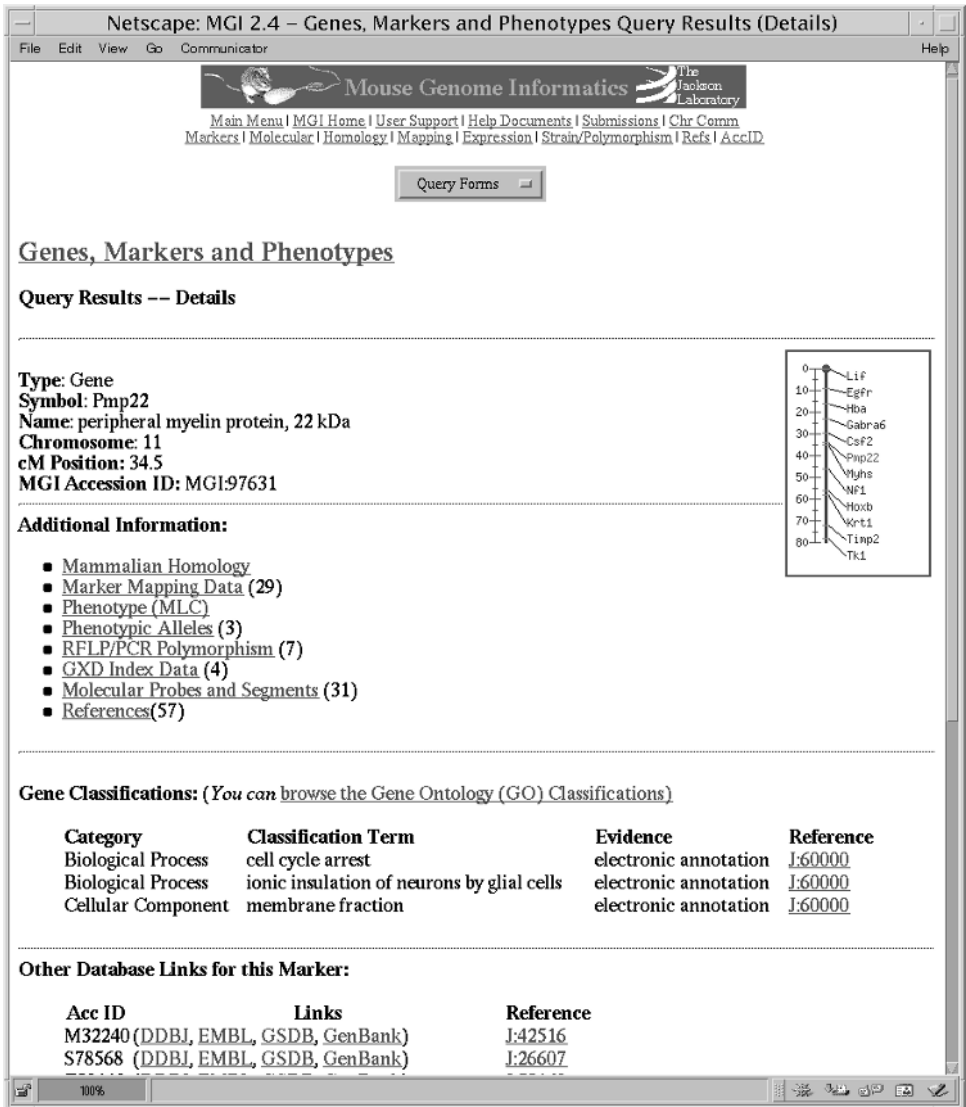 Netscape: MGI 2.4 – Genes, Markers and Phenotypes Query Results (Details)
File Edit View Go Communicator Help
Mouse Genome Informatics The Jackson Laboratory
Main Menu | MGI Home | User Support | Help Documents | Submissions | Chr Comm
Markers | Molecular | Homology | Mapping | Expression | Strain/Polymorphism | Refs | AccID
Query Forms
Genes, Markers and Phenotypes
Query Results –– Details
Type: Gene
Symbol: Pmp22
Name: peripheral myelin protein, 22 kDa
Chromosome: 11
cM Position: 34.5
MGI Accession ID: MGI:97631
0
10
20
30
40
50
60
70
80
Lif
Egfr
Hba
Gabra6
Csf2
Pmp22
Myhs
Nf1
Hoxb
Krt1
Timp2
Tk1
Additional Information:
Mammalian Homology
Marker Mapping Data (29)
Phenotype (MLC)
Phenotypic Alleles (3)
RFLP/PCR Polymorphism (7)
GXD Index Data (4)
Molecular Probes and Segments (31)
References(57)
Gene Classifications: (You can browse the Gene Ontology (GO) Classifications)
Category Classification Term Evidence Reference
Biological Process cell cycle arrest electronic annotation J:60000
Biological Process ionic insulation of neurons by glial cells electronic annotation J:60000
Cellular Component membrane fraction electronic annotation J:60000
Other Database Links for this Marker:
Acc ID Links Reference
M32240 (DDBJ, EMBL, GSDB, GenBank) J:42516
S78568 (DDBJ, EMBL, GSDB, GenBank) J:26607
100%